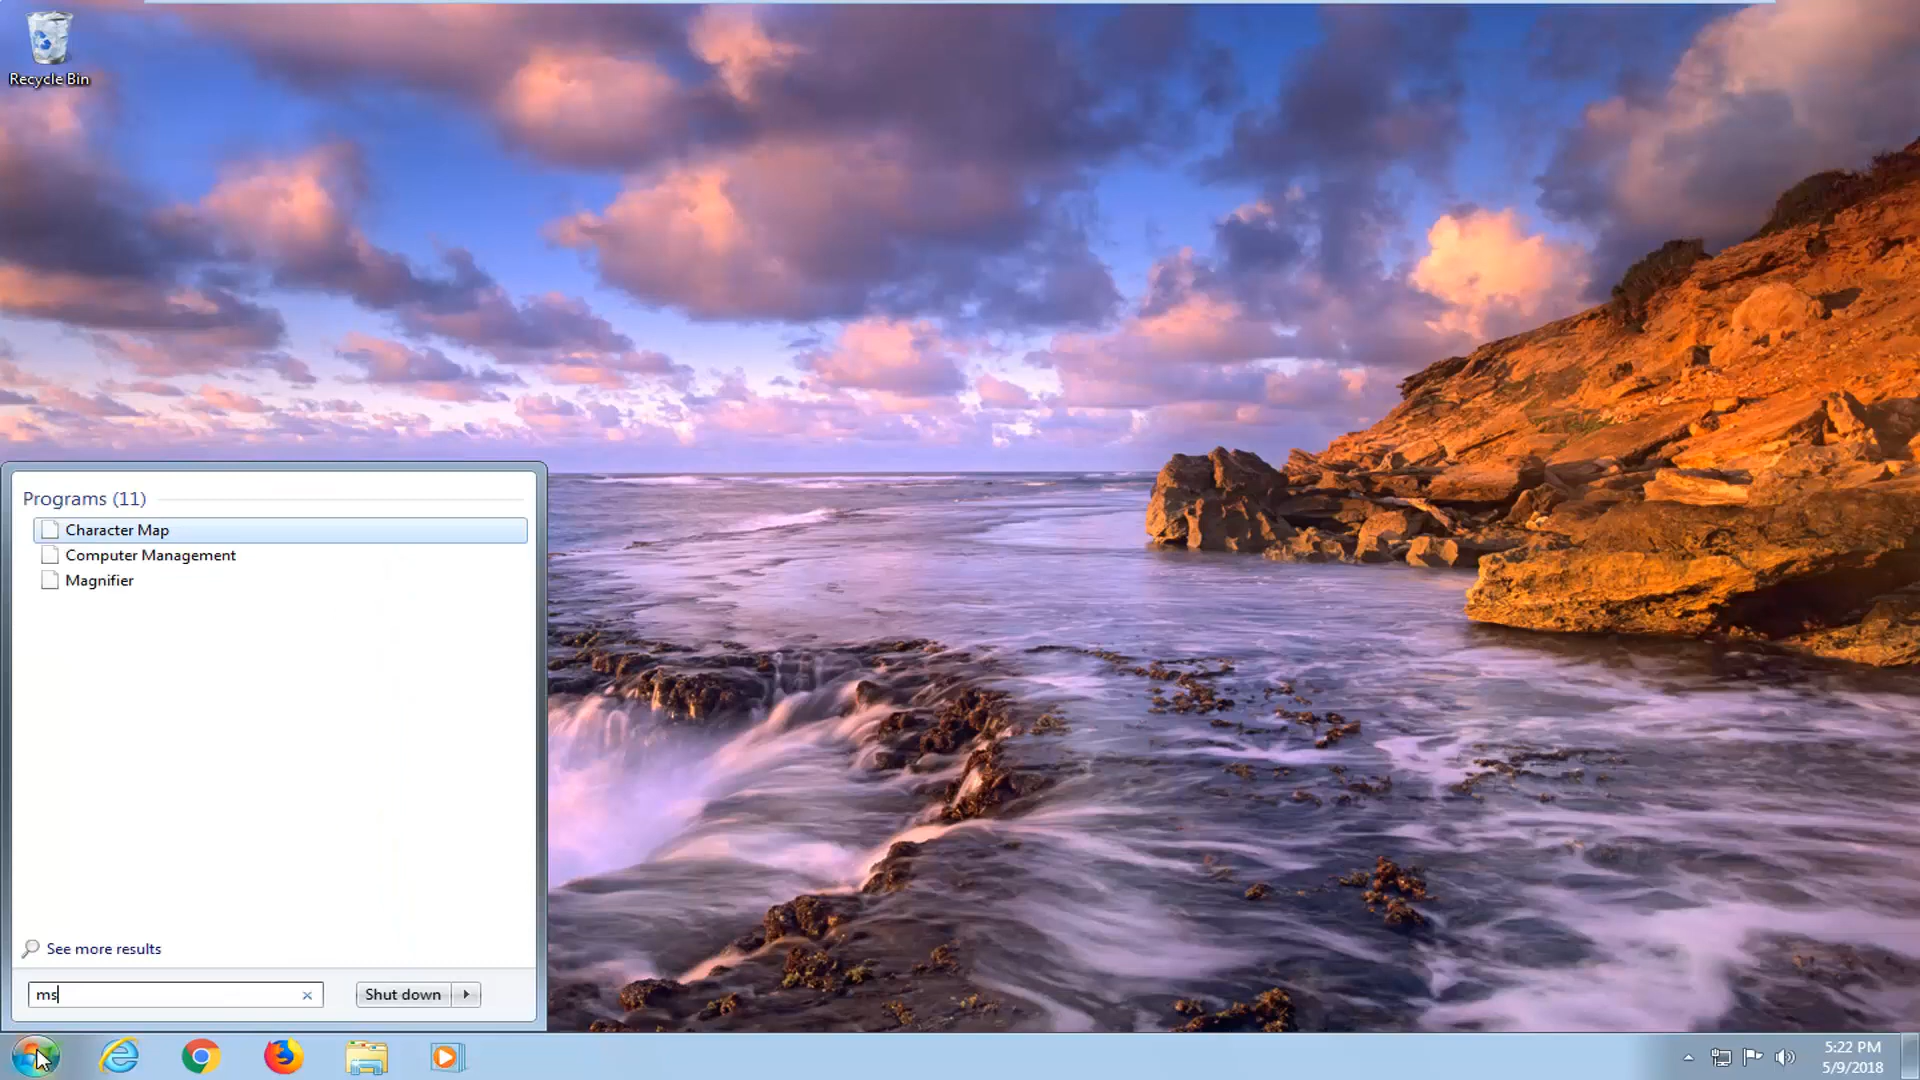 Recycle Bin
Programs (11)
Character Map
Computer Management
Magnifier
See more results
ms
Shut down
5:22 PM
5/9/2018